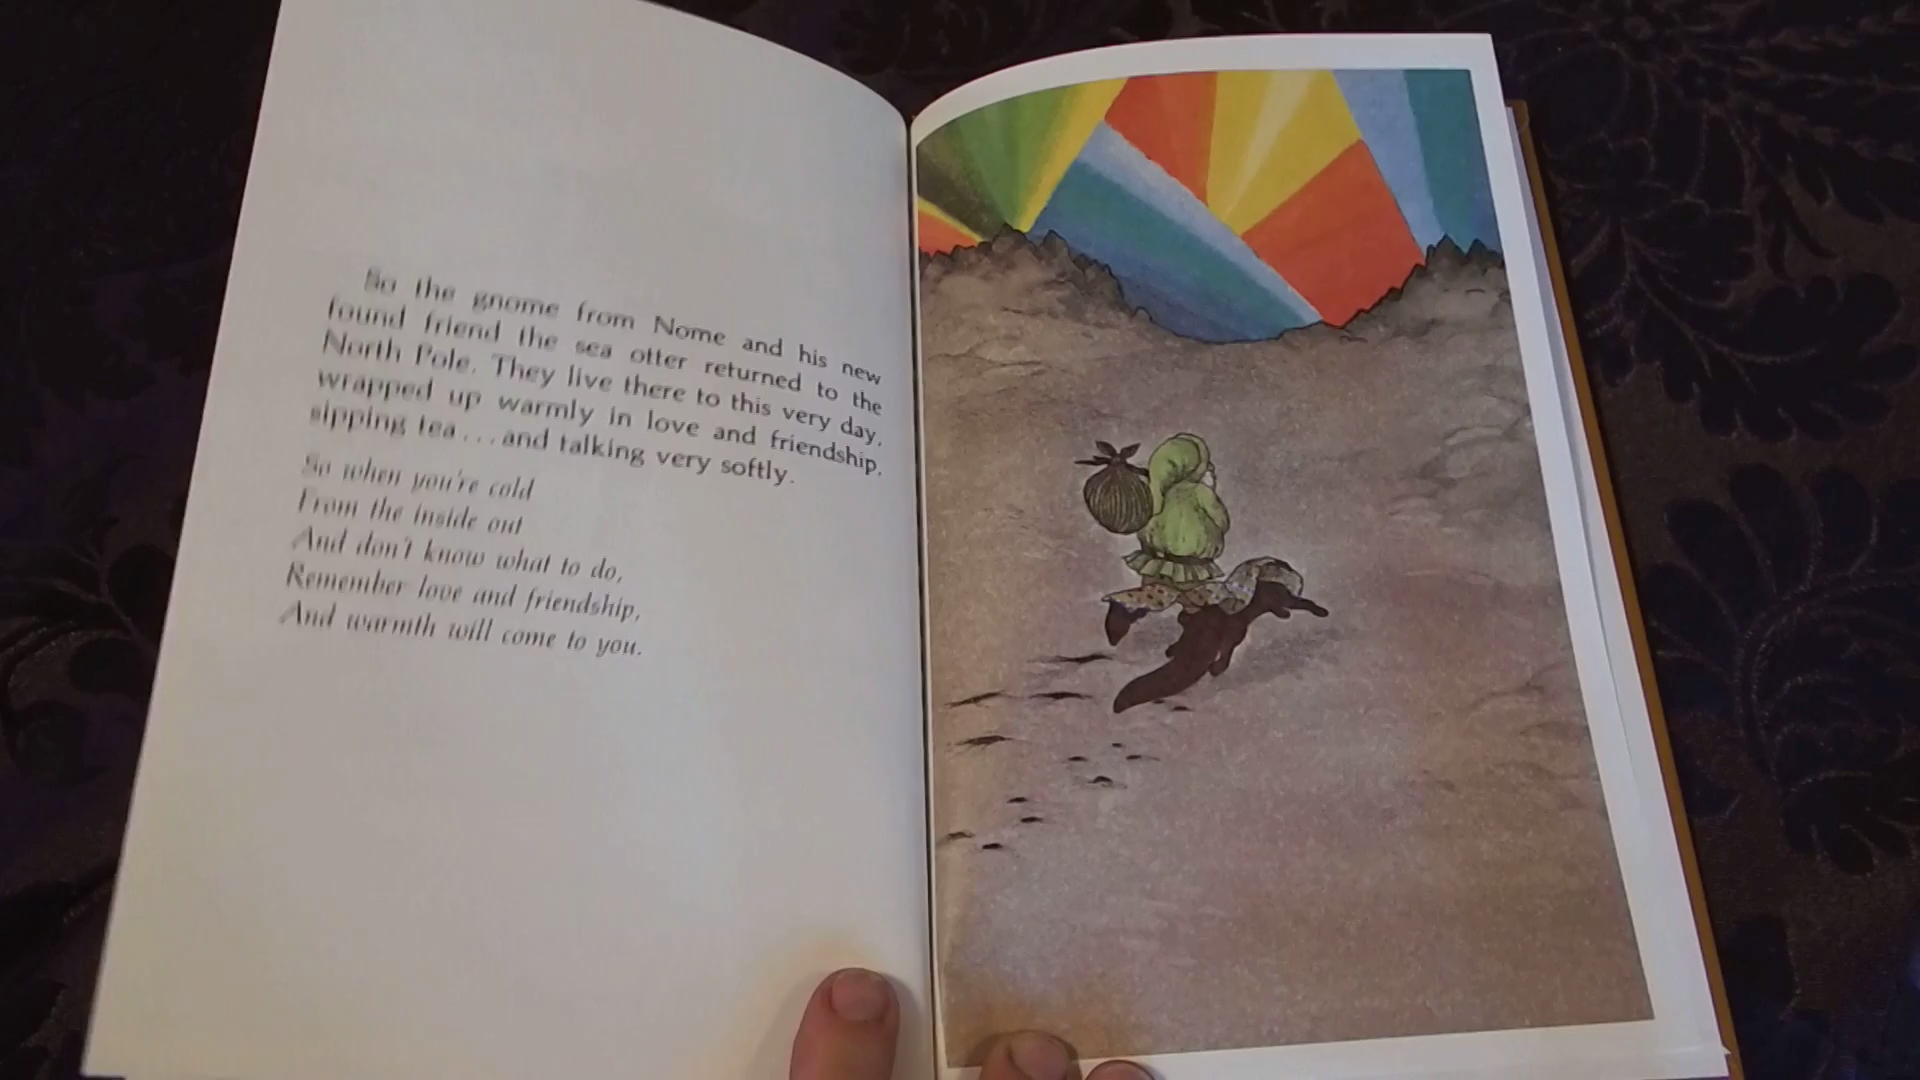 So the gnome from Nome and his new
found friend the sea otter returned to the
North Pole. They live there to this very day,
wrapped up warmly in love and friendship,
sipping tea...and talking very softly.
So when you're cold
From the inside out
And don't know what to do,
Remember love and friendship,
And warmth will come to you.